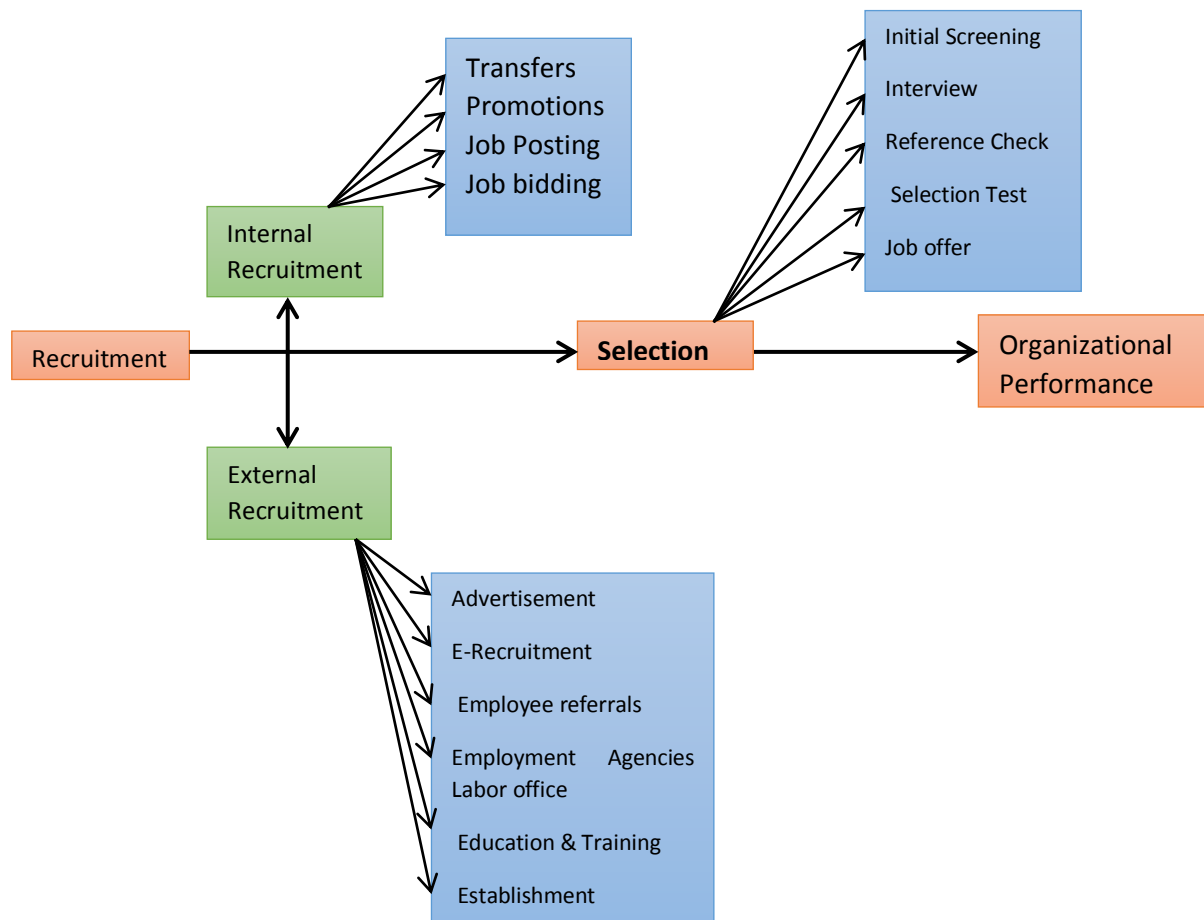 Transfers
Promotions
Job Posting
Job bidding
Initial Screening
Interview
Reference Check
Selection Test
Job offer
Internal
Recruitment
Recruitment
Selection
Organizational
Performance
External
Recruitment
Advertisement
E-Recruitment
Employee referrals
Employment Agencies
Labor office
Education & Training
Establishment